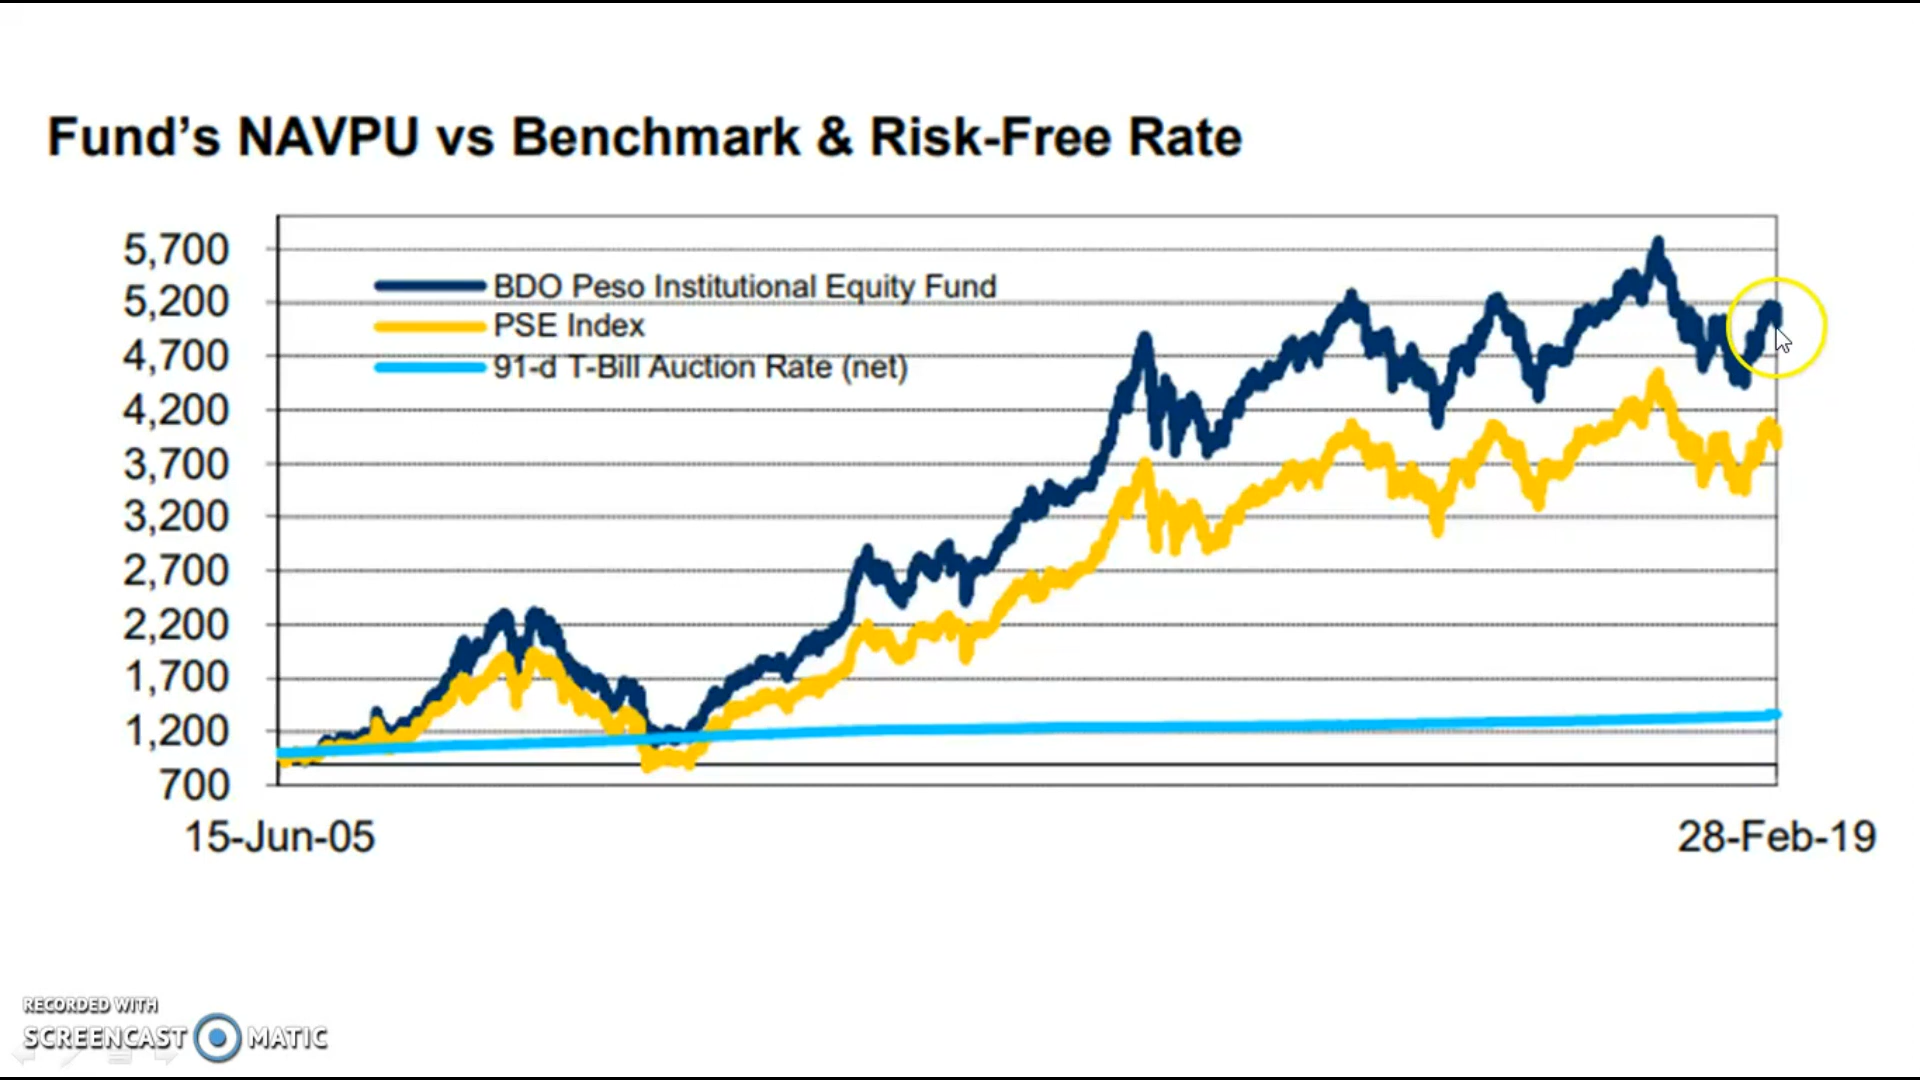 Fund's NAVPU vs Benchmark & Risk-Free Rate
5,700
5,200
4,700
4,200
3,700
3,200
2,700
2,200
1,700
1,200
700
BDO Peso Institutional Equity Fund
PSE Index
91-d T-Bill Auction Rate (net)
15-Jun-05
28-Feb-19
RECORDED WITH
SCREENCAST MATIC